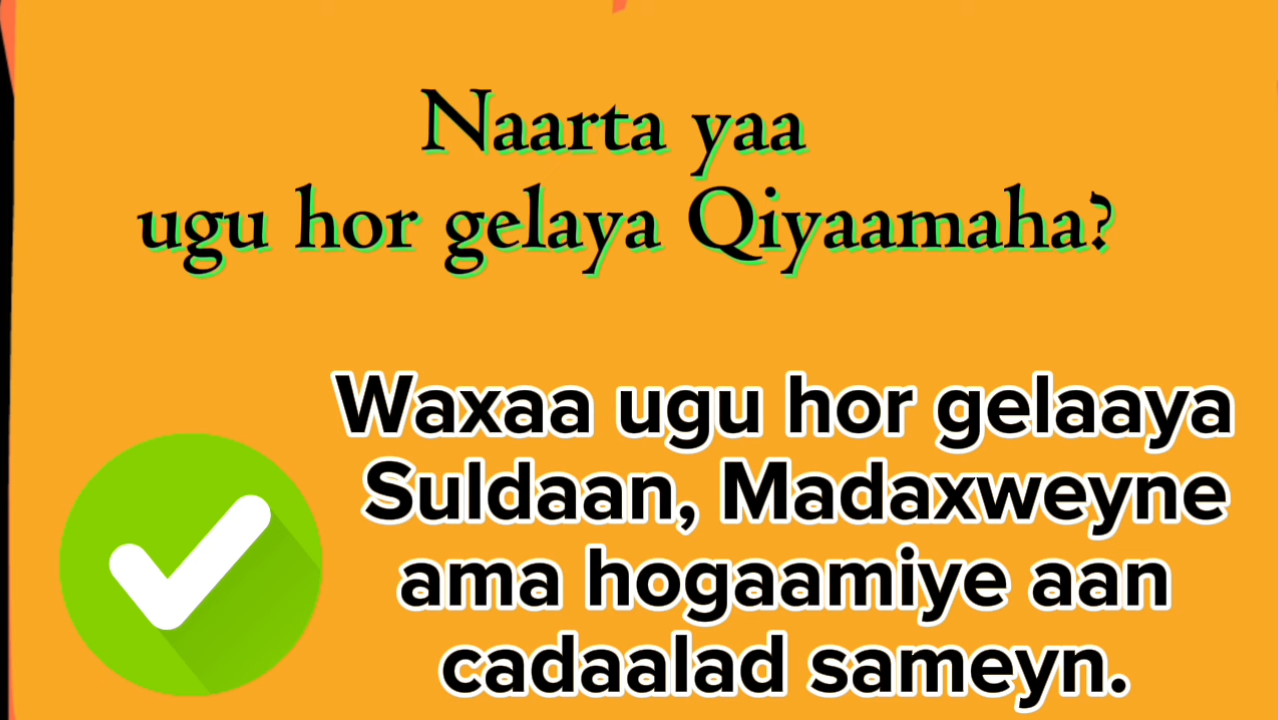 Naarta yaa
ugu hor gelaya Qiyaamaha?
Waxaa ugu hor gelaaya
Suldaan, Madaxweyne
ama hogaamiye aan
cadaalad sameyn.